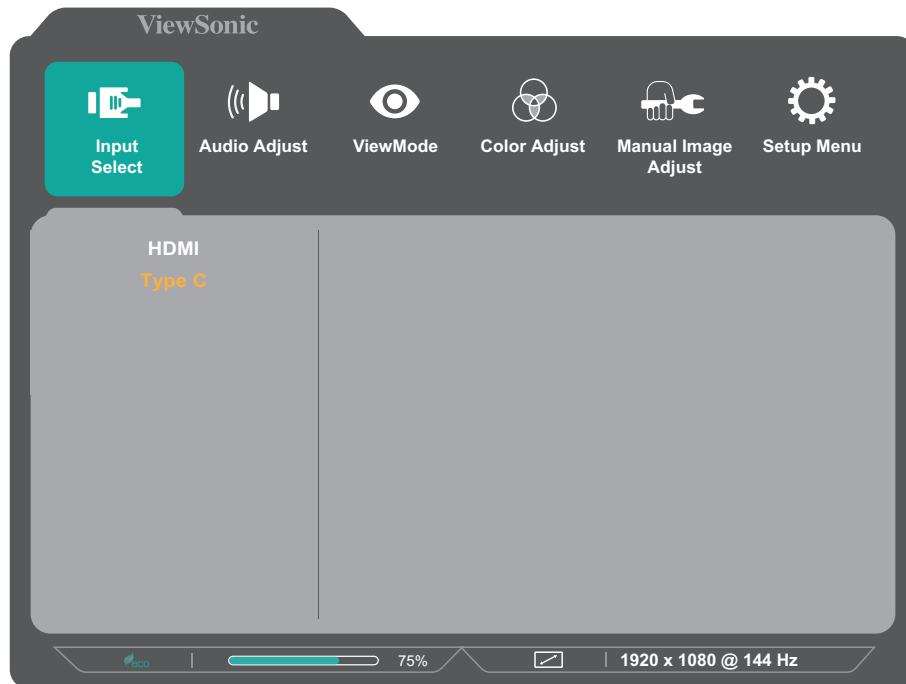 ViewSonic
Input
Select
Audio Adjust
ViewMode
Color Adjust
Manual Image
Adjust
Setup Menu
HDMI
Type C
eco
75%
1920 x 1080 @ 144 Hz